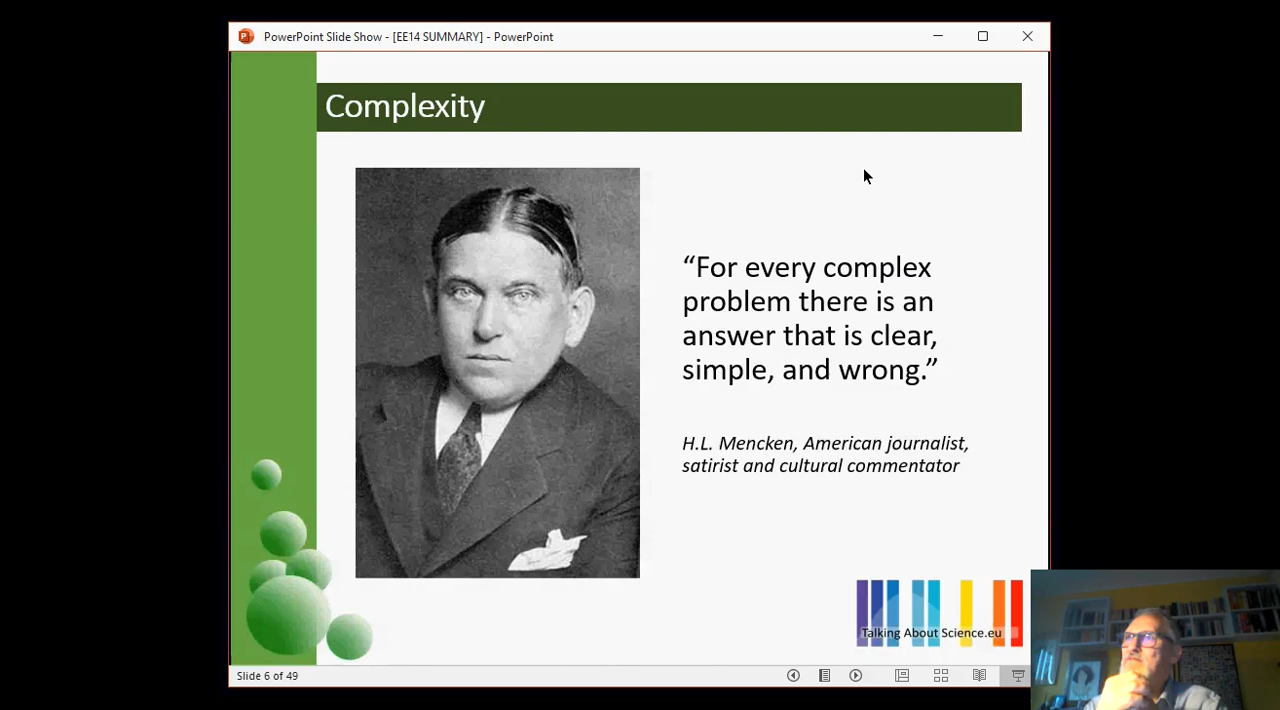 PowerPoint Slide Show - [EE14 SUMMARY] - PowerPoint
Complexity
“For every complex
problem there is an
answer that is clear,
simple, and wrong.”
H.L. Mencken, American journalist,
satirist and cultural commentator
Talking About Science.eu
Slide 6 of 49